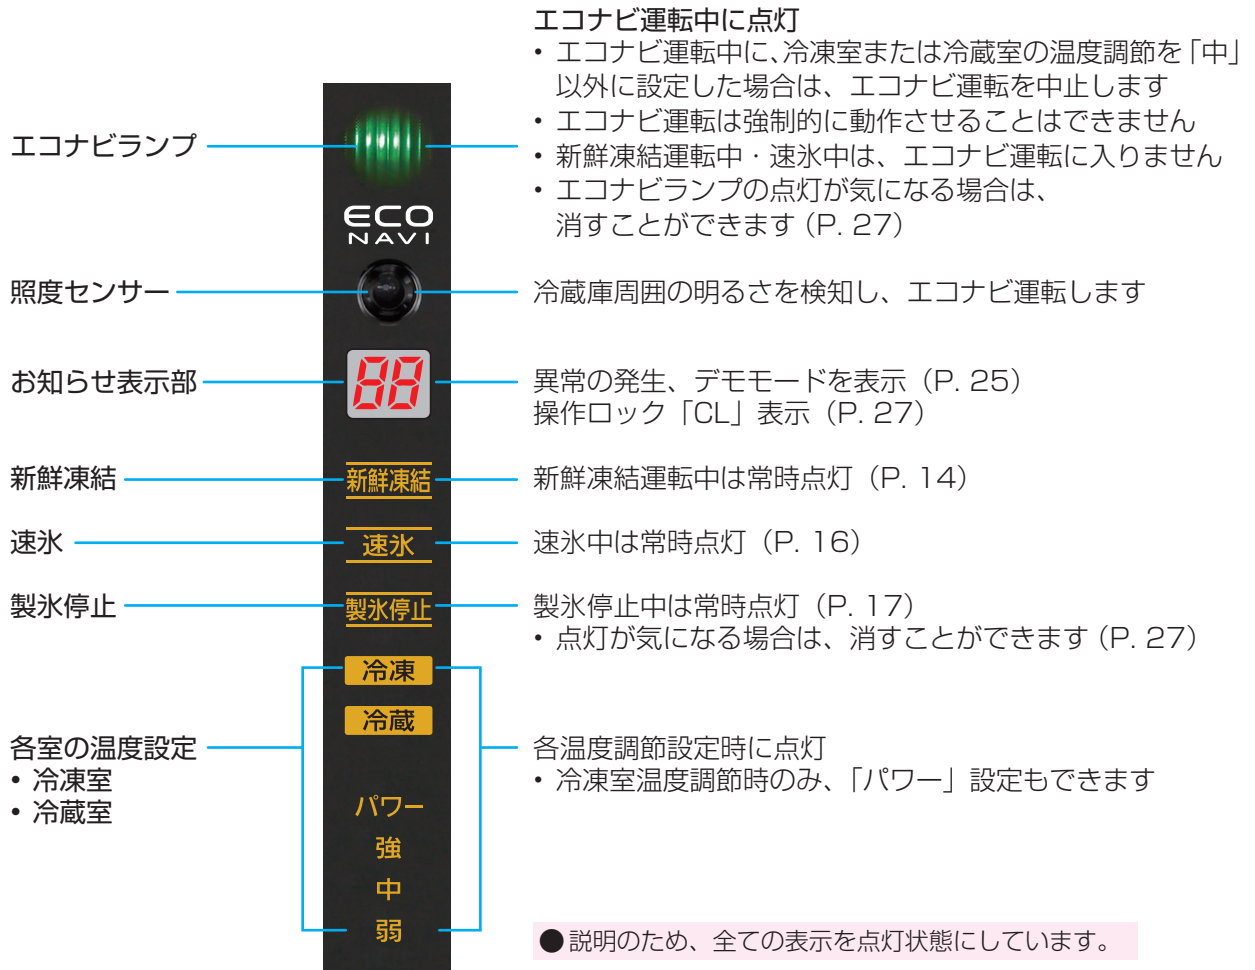 エコナビ運転中に点灯
• エコナビ運転中に、冷凍室または冷蔵室の温度調節を「中」
以外に設定した場合は、エコナビ運転を中止します
• エコナビ運転は強制的に動作させることはできません
• 新鮮凍結運転中・速氷中は、エコナビ運転に入りません
• エコナビランプの点灯が気になる場合は、
消すことができます (P. 27)
エコナビランプ
ECO
NAVI
照度センサー
冷蔵庫周囲の明るさを検知し、エコナビ運転します
お知らせ表示部
88
異常の発生、デモモードを表示（P. 25）
操作ロック「CL」表示（P. 27）
新鮮凍結
新鮮凍結
新鮮凍結運転中は常時点灯（P. 14）
速氷
速氷
速氷中は常時点灯（P. 16）
製氷停止
製氷停止
製氷停止中は常時点灯（P. 17）
• 点灯が気になる場合は、消すことができます (P. 27)
冷凍
冷蔵
各室の温度設定
• 冷凍室
• 冷蔵室
各温度調節設定時に点灯
• 冷凍室温度調節時のみ、「パワー」設定もできます
パワー
強
中
弱
● 説明のため、全ての表示を点灯状態にしています。